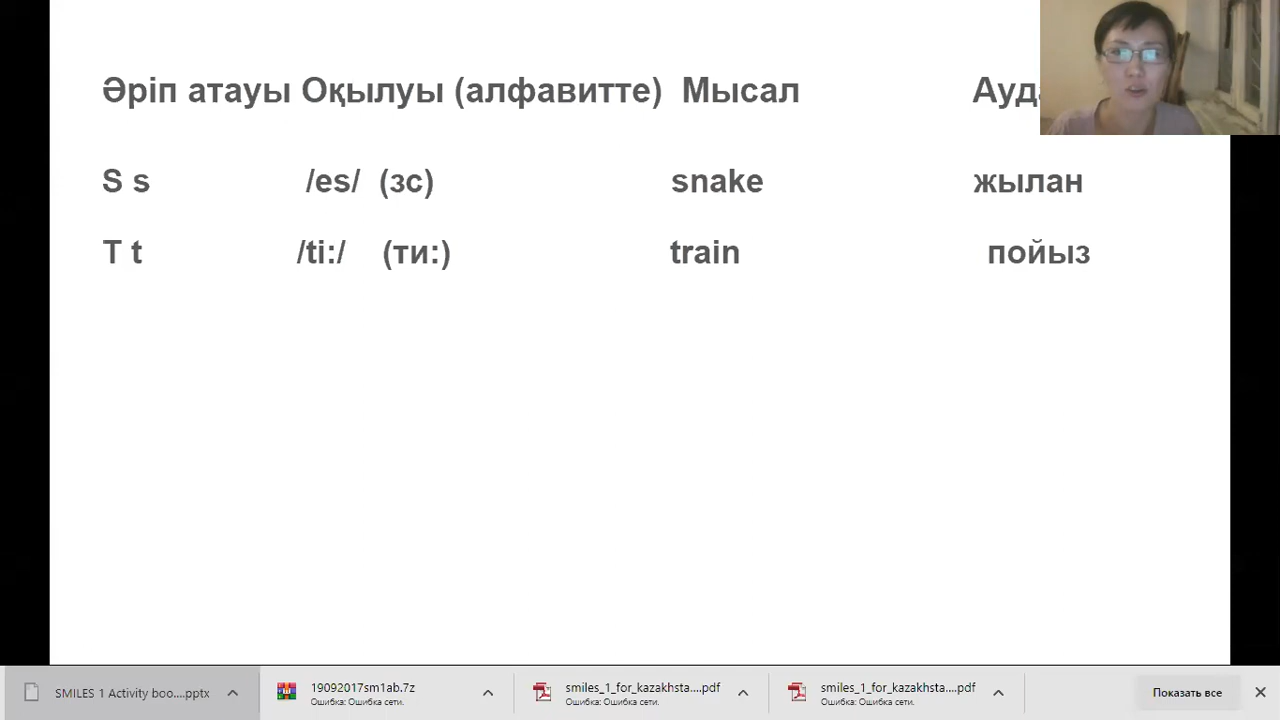 Әріп атауы Оқылуы (алфавитте) Мысал
S s /es/ (зс) snake жылан
T t /ti:/ (ти:) train пойыз
SMILES 1 Activity boo....pptx
19092017sm1ab.7z
Ошибка: Ошибка сети.
smiles_1_for_kazakhsta....pdf
Ошибка: Ошибка сети.
smiles_1_for_kazakhsta....pdf
Ошибка: Ошибка сети.
Показать все